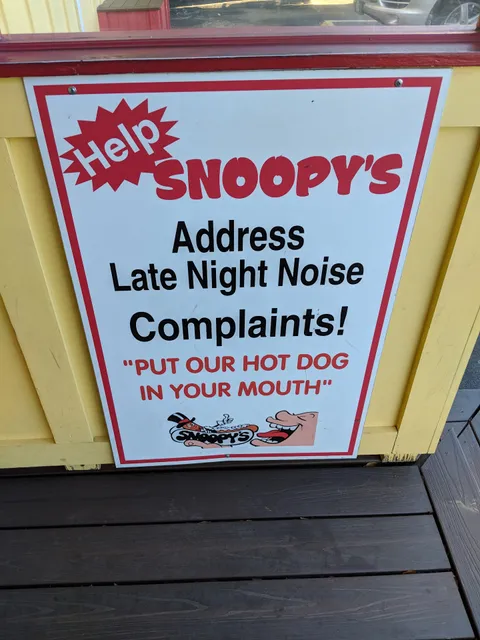 Help
SNOOPY'S
Address
Late Night Noise
Complaints!
"PUT OUR HOT DOG
IN YOUR MOUTH"
SNOOPY'S